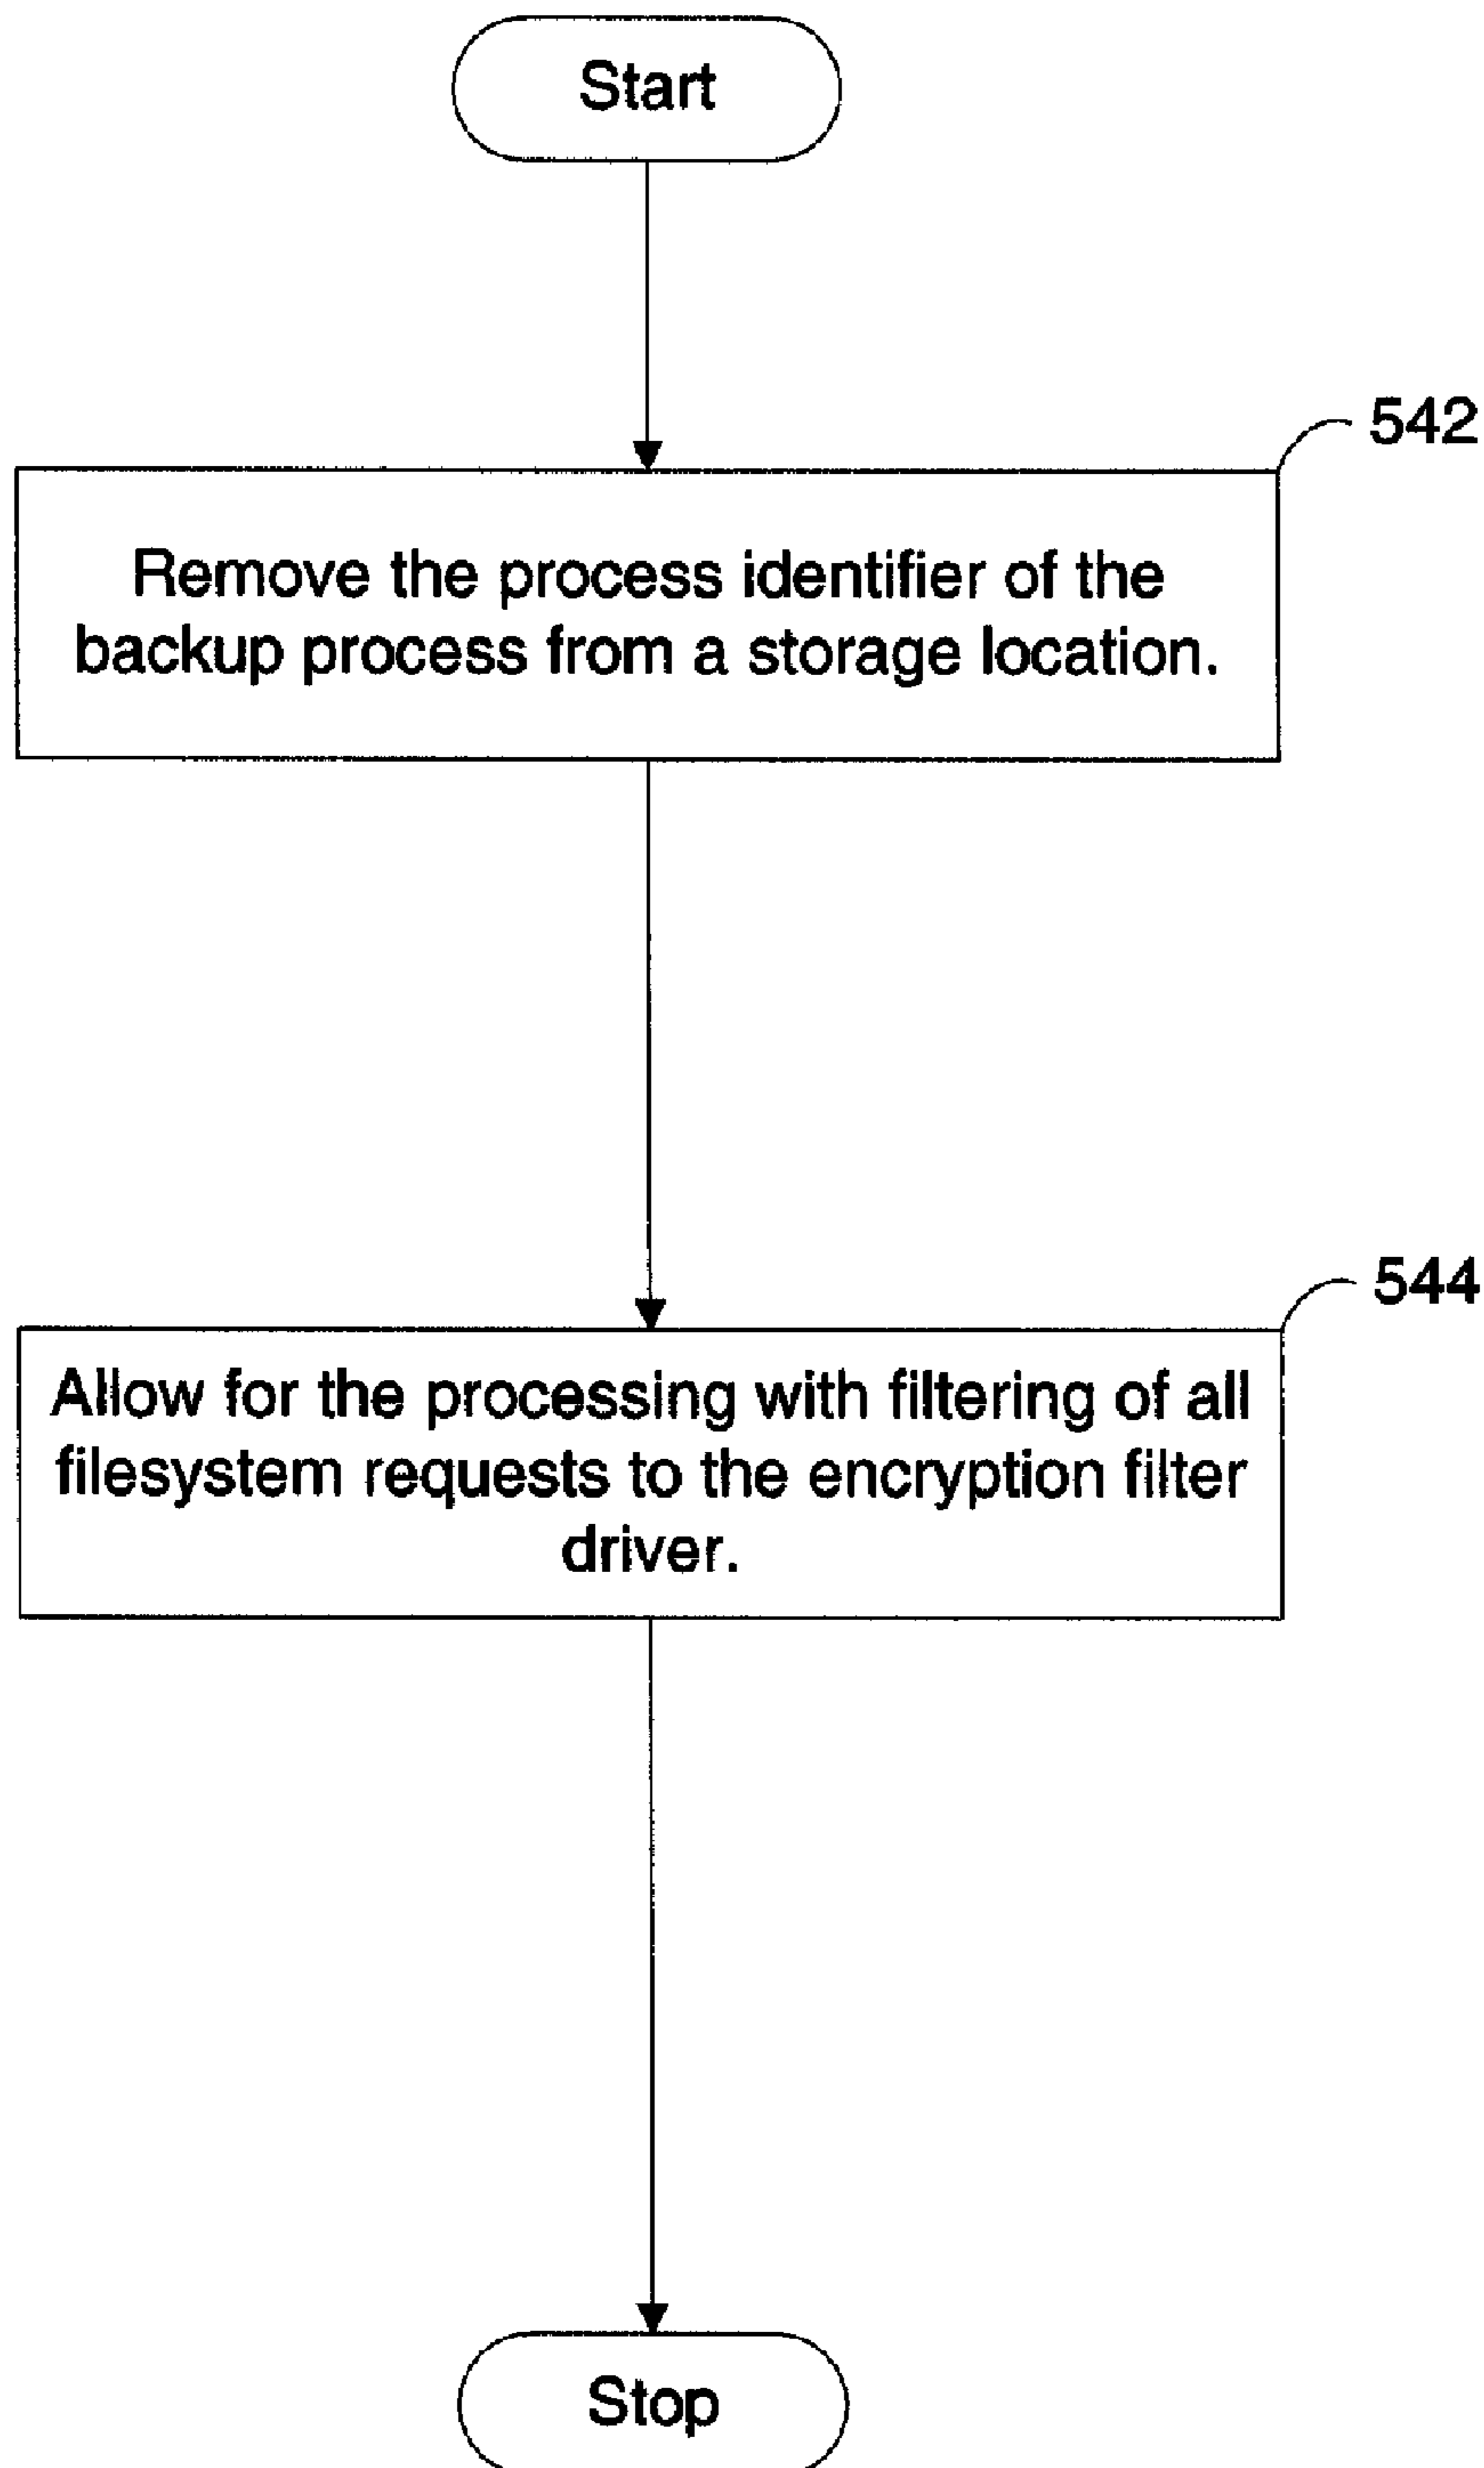 Start
542
Remove the process identifier of the
backup process from a storage location.
544
Allow for the processing with filtering of all
filesystem requests to the encryption filter
driver.
Stop